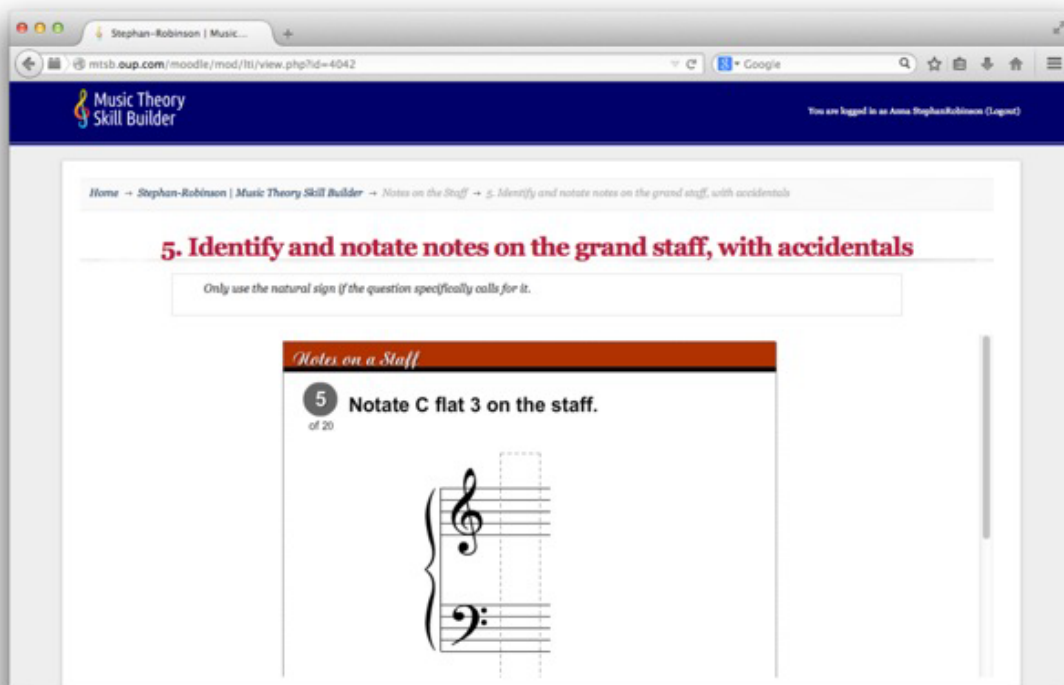 Stephan-Robinson | Music...
mtsb.oup.com/moodle/mod/lti/view.php?id=4042
Google
Music Theory
Skill Builder
You are logged in as Anna StephanRobinson (Logout)
Home → Stephan-Robinson | Music Theory Skill Builder → Notes on the Staff → 5. Identify and notate notes on the grand staff, with accidentals
5. Identify and notate notes on the grand staff, with accidentals
Only use the natural sign if the question specifically calls for it.
Notes on a Staff
5
of 20
Notate C flat 3 on the staff.